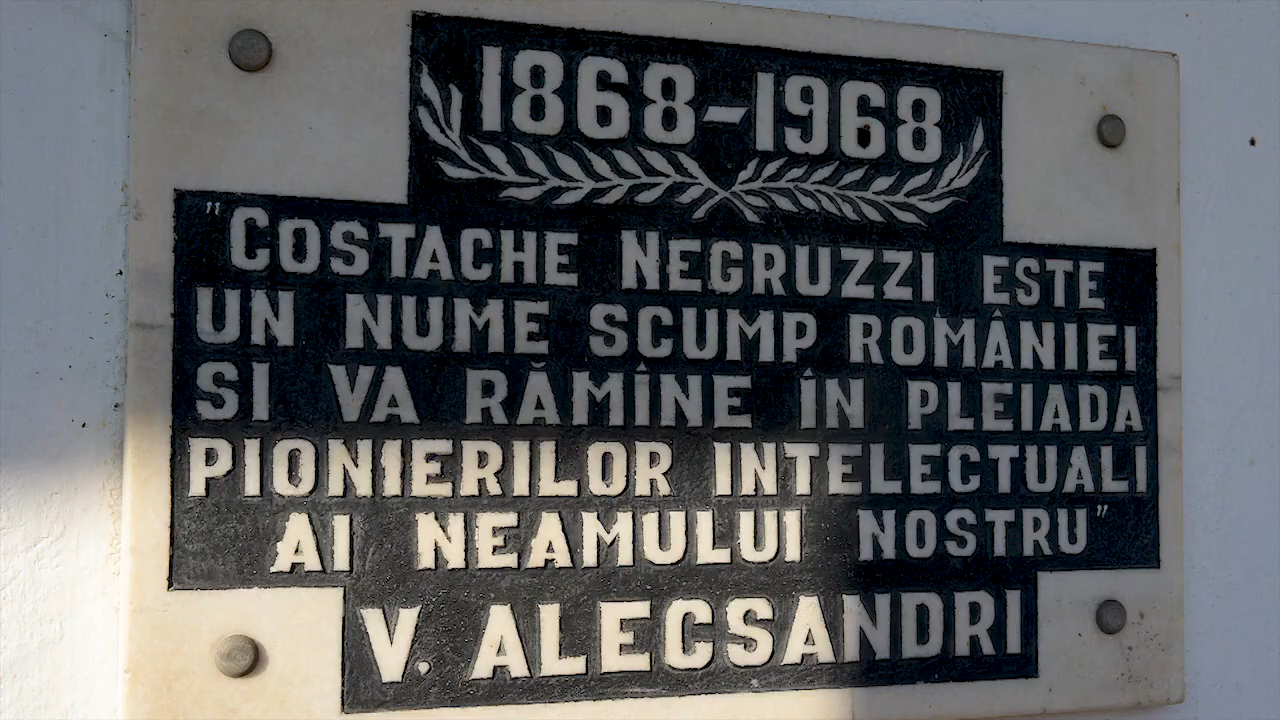 1868-1968
"COSTACHE NEGRUZZI ESTE
UN NUME SCUMP ROMÂNIEI
SI VA RĂMÎNE ÎN PLEIADA
PIONIERILOR INTELECTUALI
AI NEAMULUI NOSTRU"
V. ALECSANDRI